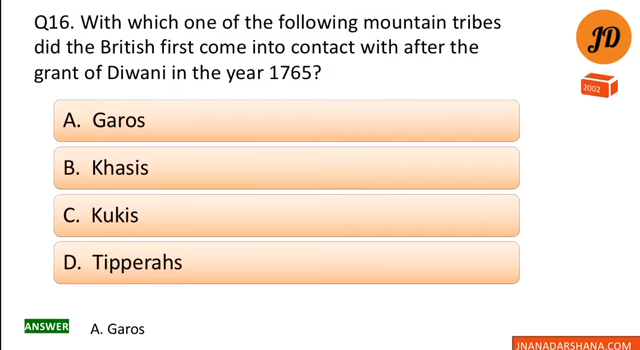 Q16. With which one of the following mountain tribes
did the British first come into contact with after the
grant of Diwani in the year 1765?
JD
2002
A. Garos
B. Khasis
C. Kukis
D. Tipperahs
ANSWER A. Garos
JNANADARSHANA.COM